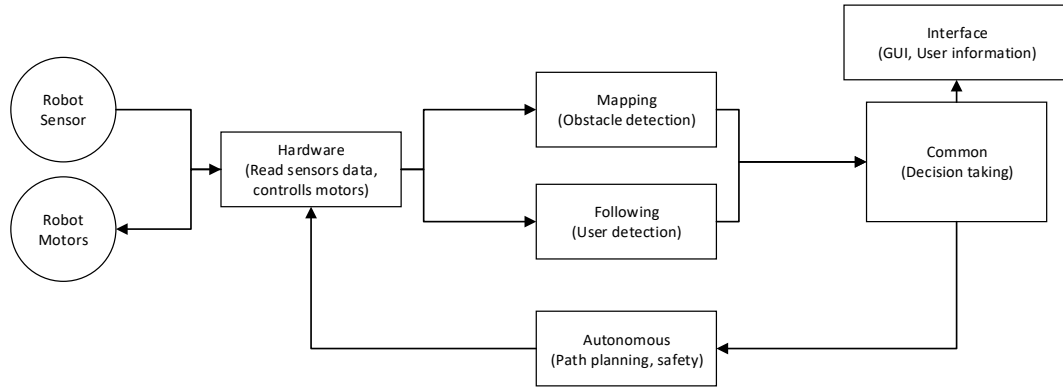 Interface
(GUI, User information)
Robot
Sensor
Mapping
(Obstacle detection)
Hardware
(Read sensors data,
controlls motors)
Common
(Decision taking)
Robot
Motors
Following
(User detection)
Autonomous
(Path planning, safety)